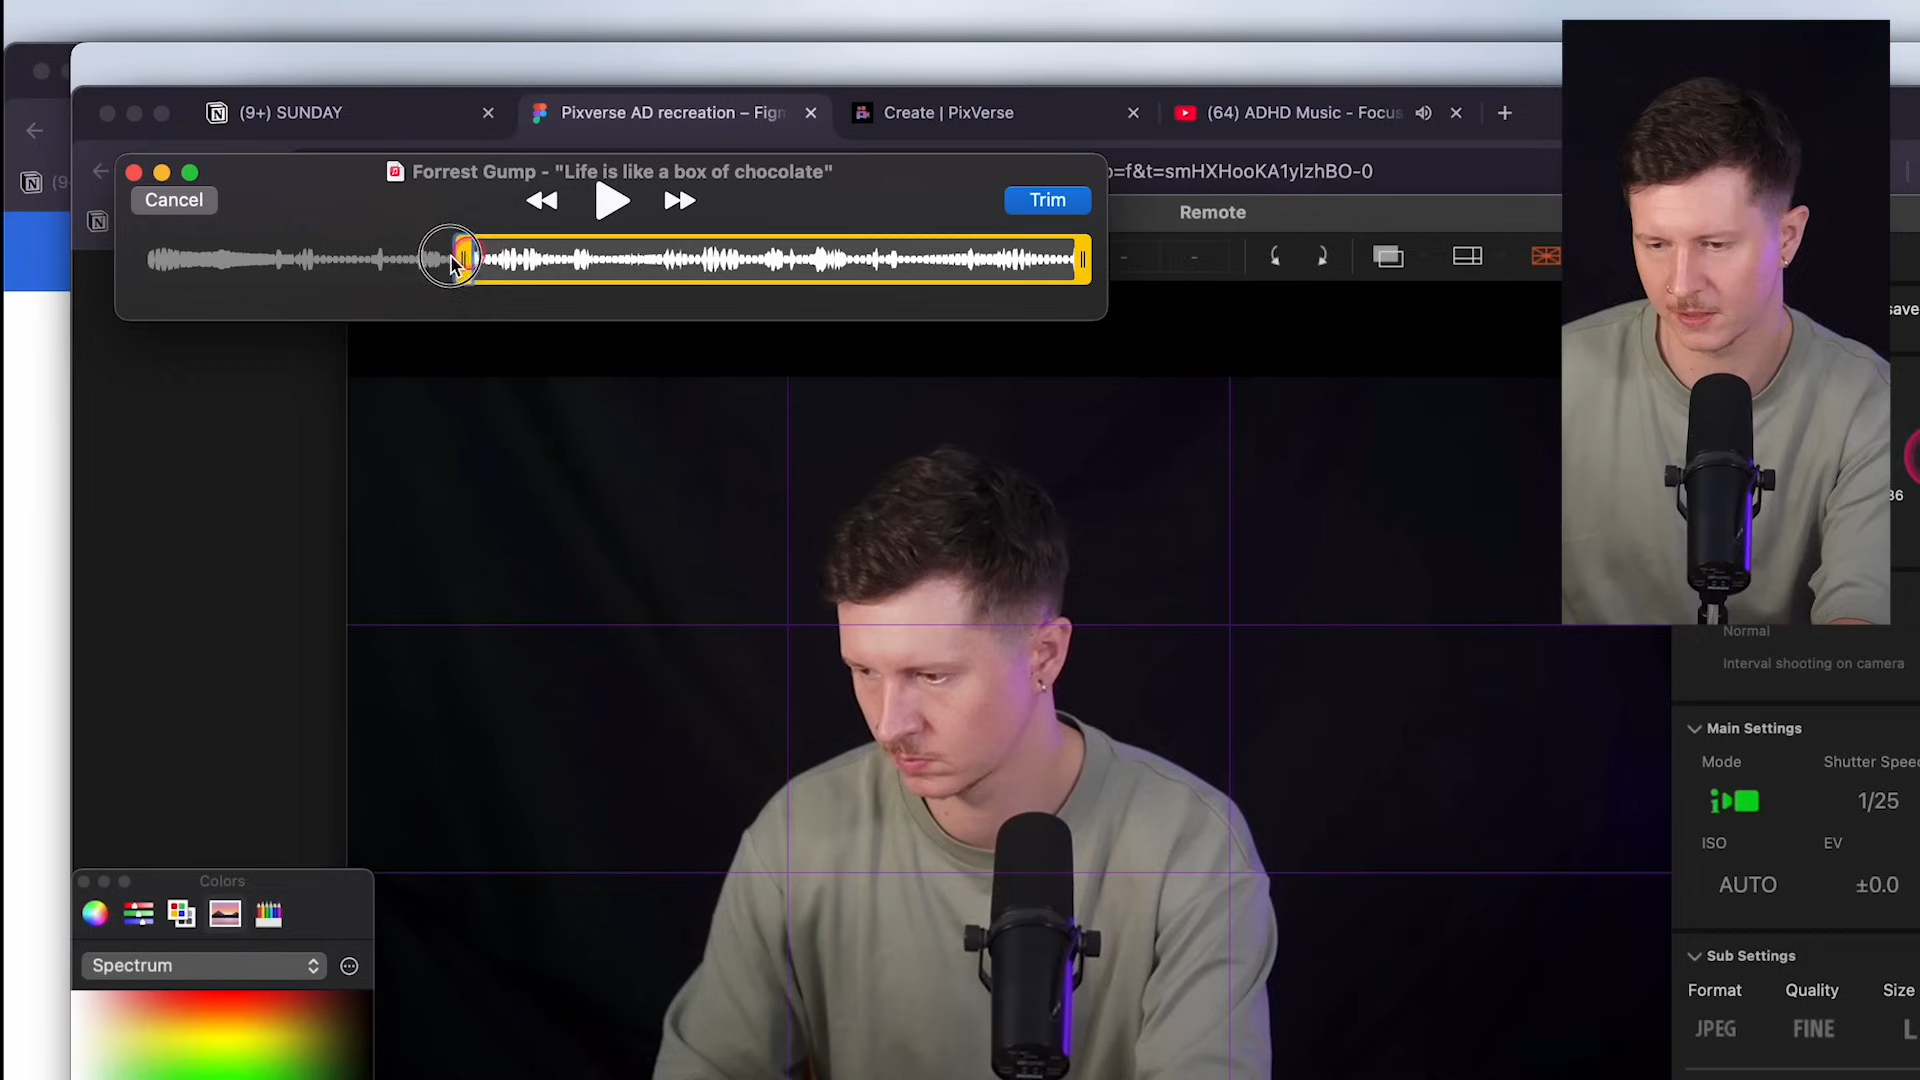 (9+) SUNDAY
Pixverse AD recreation – Figm
Create | PixVerse
(64) ADHD Music - Focus
(9
Forrest Gump - "Life is like a box of chocolate"
p=f&t=smHXHooKA1ylzhBO-0
Cancel
Trim
Remote
save
36
Normal
Interval shooting on camera
Main Settings
Mode
Shutter Speed
1/25
ISO
EV
AUTO
±0.0
Colors
Spectrum
Sub Settings
Format
Quality
Size
JPEG
FINE
L